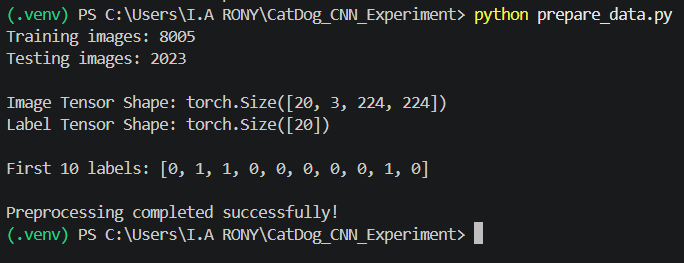 (.venv) PS C:\Users\I.A RONY\CatDog_CNN_Experiment> python prepare_data.py
Training images: 8005
Testing images: 2023
Image Tensor Shape: torch.Size([20, 3, 224, 224])
Label Tensor Shape: torch.Size([20])
First 10 labels: [0, 1, 1, 0, 0, 0, 0, 0, 1, 0]
Preprocessing completed successfully!
(.venv) PS C:\Users\I.A RONY\CatDog_CNN_Experiment>